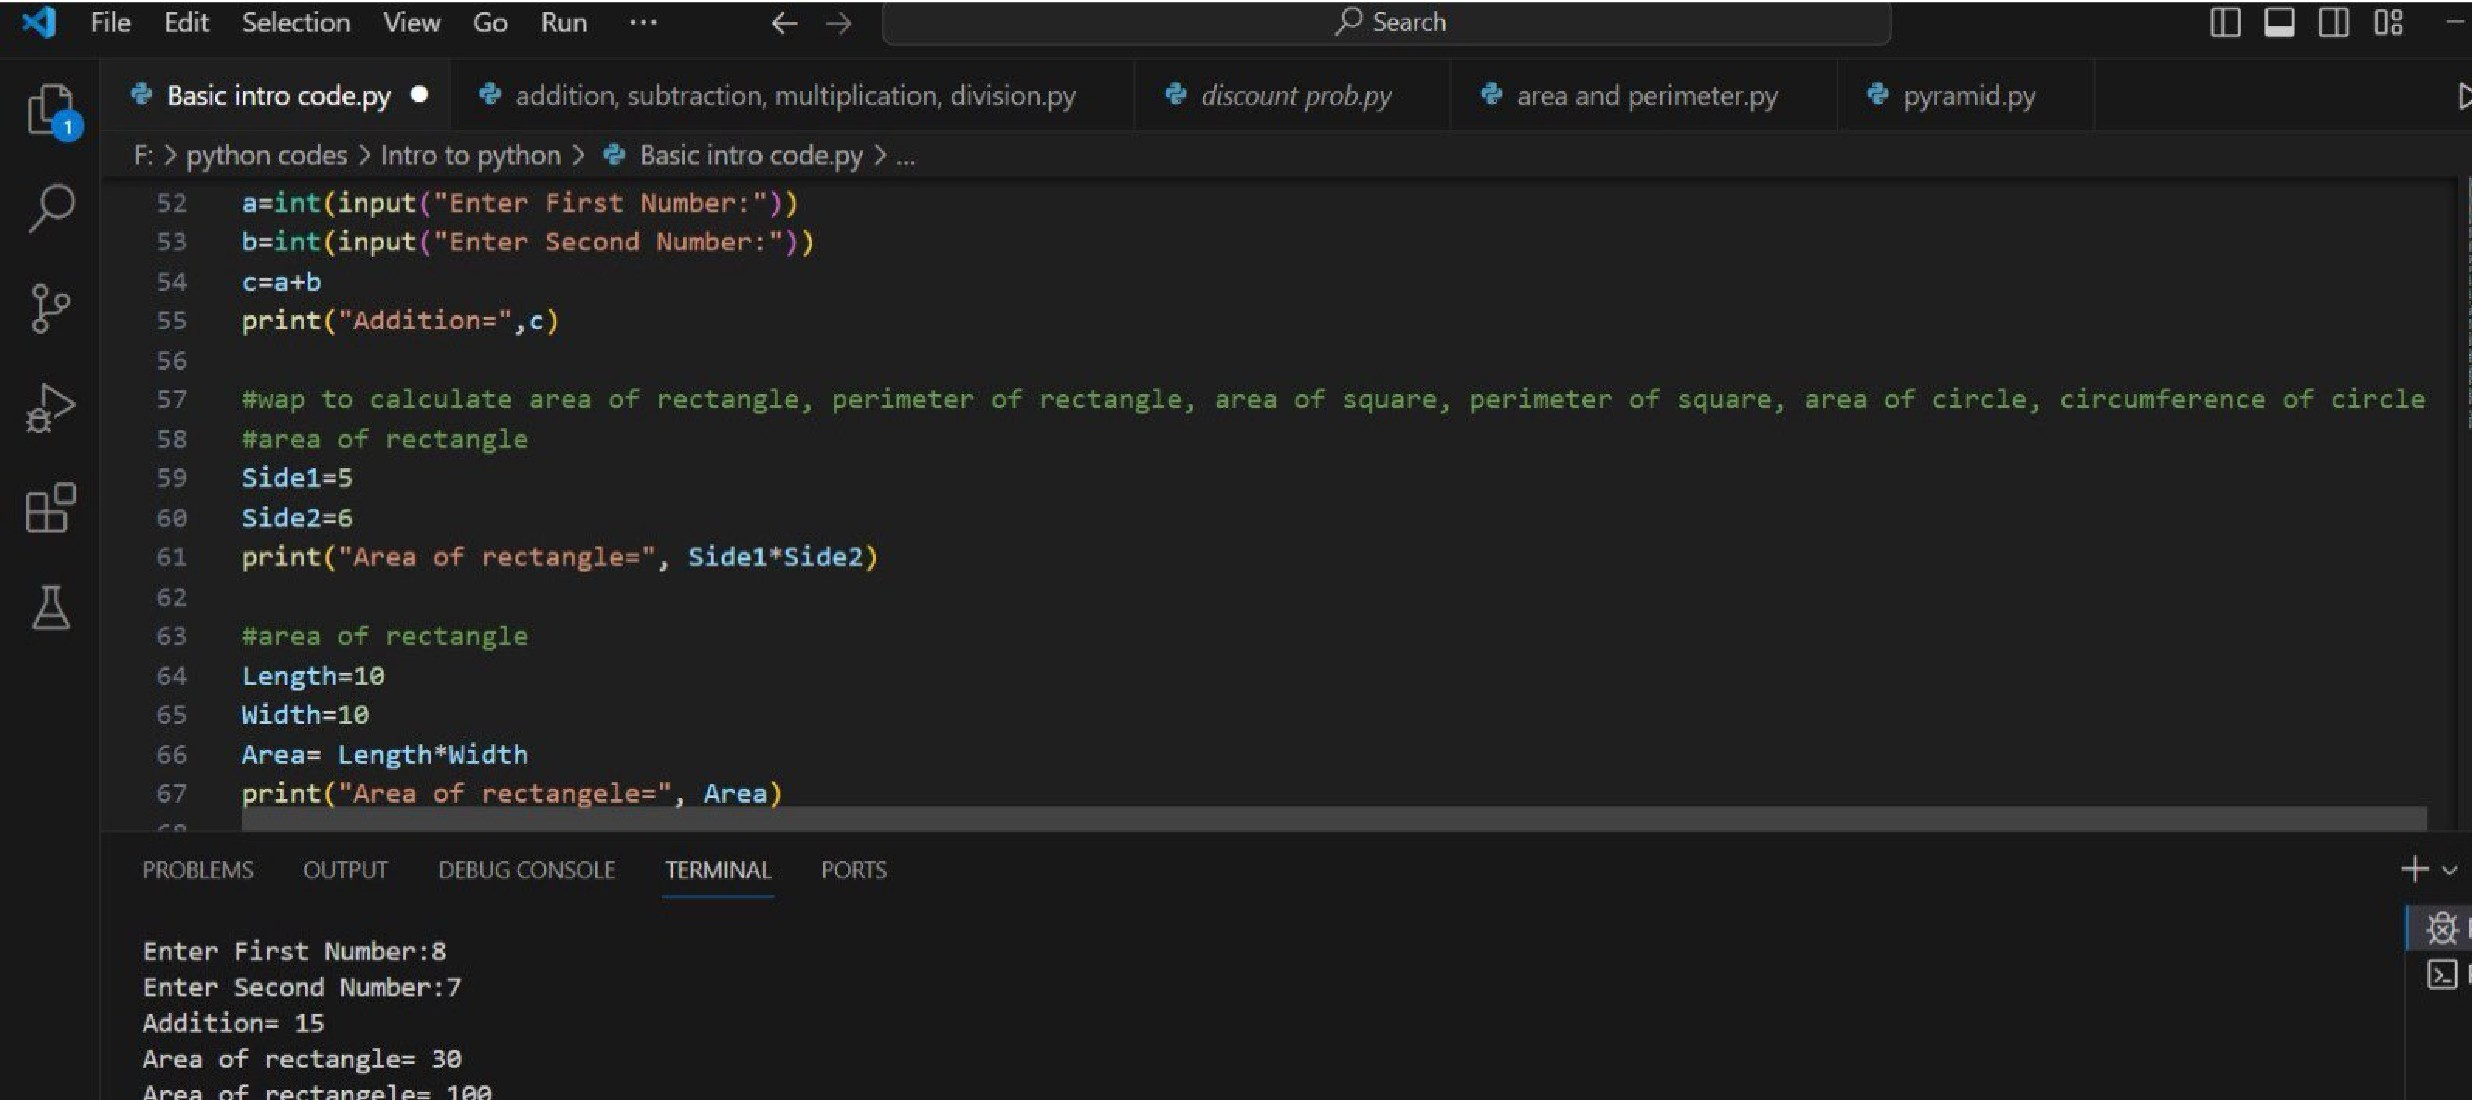 File Edit Selection View Go Run ... Search
Basic intro code.py addition, subtraction, multiplication, division.py discount prob.py area and perimeter.py pyramid.py
1
F: > python codes > Intro to python > Basic intro code.py > ...
52 a=int(input("Enter First Number:"))
53 b=int(input("Enter Second Number:"))
54 c=a+b
55 print("Addition=",c)
56
57 #wap to calculate area of rectangle, perimeter of rectangle, area of square, perimeter of square, area of circle, circumference of circle
58 #area of rectangle
59 Side1=5
60 Side2=6
61 print("Area of rectangle=", Side1*Side2)
62
63 #area of rectangle
64 Length=10
65 Width=10
66 Area= Length*Width
67 print("Area of rectangele=", Area)
68
PROBLEMS OUTPUT DEBUG CONSOLE TERMINAL PORTS
Enter First Number:8
Enter Second Number:7
Addition= 15
Area of rectangle= 30
Area of rectangele= 100